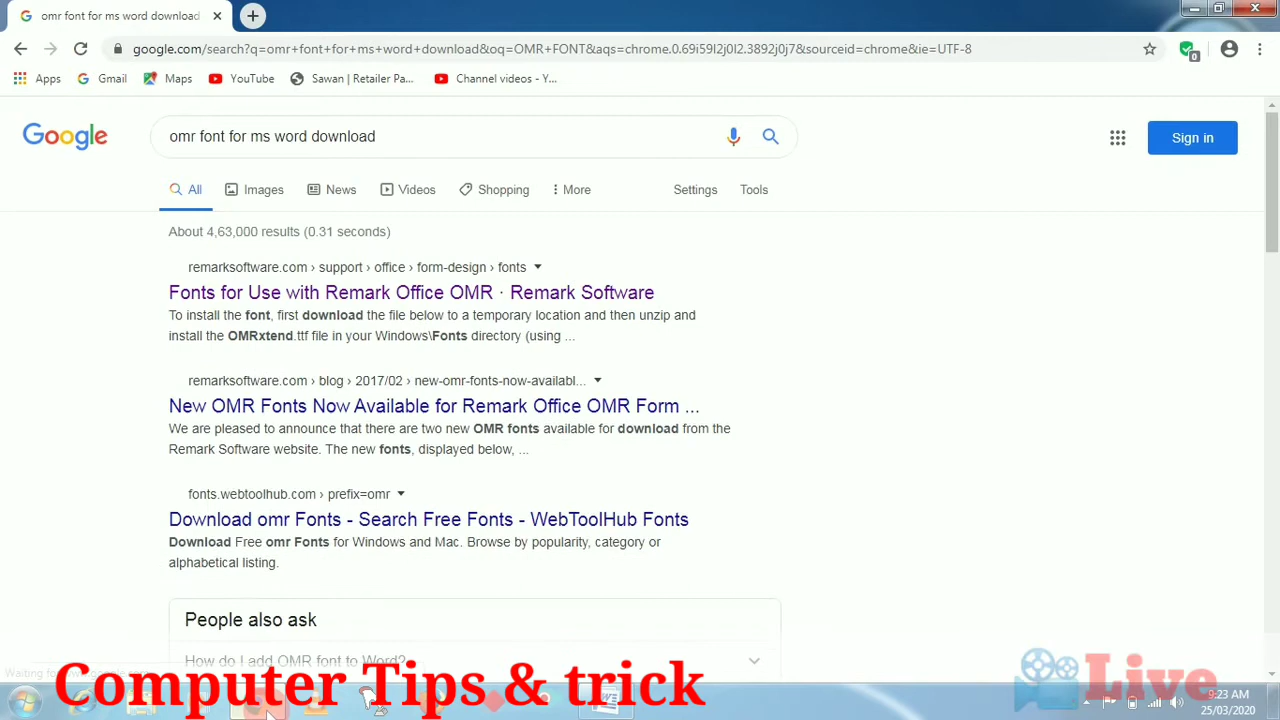 omr font for ms word download
google.com/search?q=omr+font+for+ms+word+download&oq=OMR+FONT&aqs=chrome.0.69i59l2j0l2.3892j0j7&sourceid=chrome&ie=UTF-8
0
Apps Gmail Maps YouTube Sawan | Retailer Pa... Channel videos - Y...
Google omr font for ms word download Sign in
All Images News Videos Shopping More Settings Tools
About 4,63,000 results (0.31 seconds)
remarksoftware.com › support › office › form-design › fonts
Fonts for Use with Remark Office OMR · Remark Software
To install the font, first download the file below to a temporary location and then unzip and
install the OMRxtend.ttf file in your Windows\Fonts directory (using ...
remarksoftware.com › blog › 2017/02 › new-omr-fonts-now-availabl...
New OMR Fonts Now Available for Remark Office OMR Form ...
We are pleased to announce that there are two new OMR fonts available for download from the
Remark Software website. The new fonts, displayed below, ...
fonts.webtoolhub.com › prefix=omr
Download omr Fonts - Search Free Fonts - WebToolHub Fonts
Download Free omr Fonts for Windows and Mac. Browse by popularity, category or
alphabetical listing.
People also ask
How do I add OMR font to Word?
Waiting for www.google.com...
Computer Tips & trick
Live
9:23 AM
25/03/2020